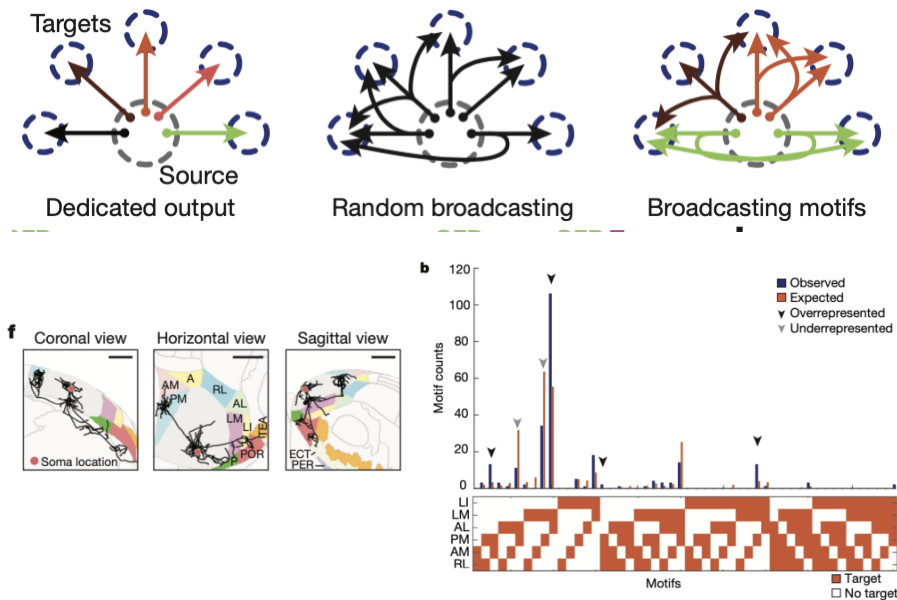 Targets
Source
Dedicated output
Random broadcasting
Broadcasting motifs
f
Coronal view
Horizontal view
Sagittal view
Soma location
AM
A
PM
RL
AL
LM
LI
TEA
POR
P
ECT
PER
b
Motif counts
120
100
80
60
40
20
0
Observed
Expected
Overrepresented
Underrepresented
LI
LM
AL
PM
AM
RL
Motifs
Target
No target